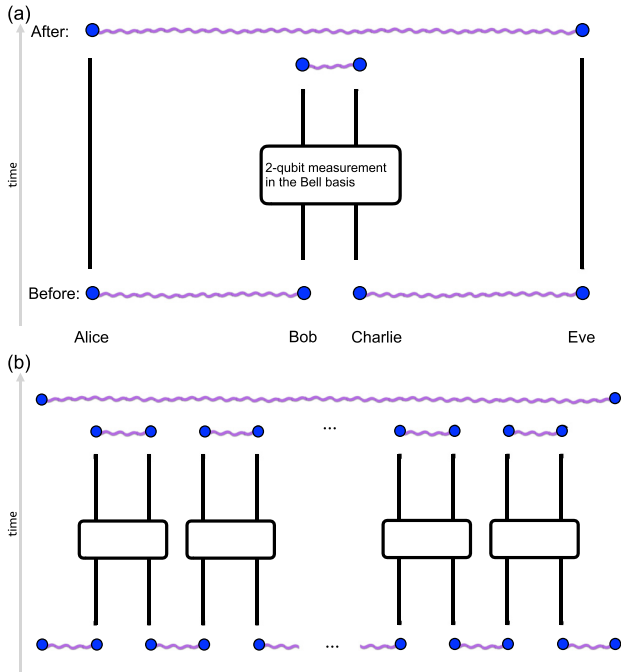 (a)
After:
2-qubit measurement
in the Bell basis
time
Before:
Alice Bob Charlie Eve
(b)
...
time
...